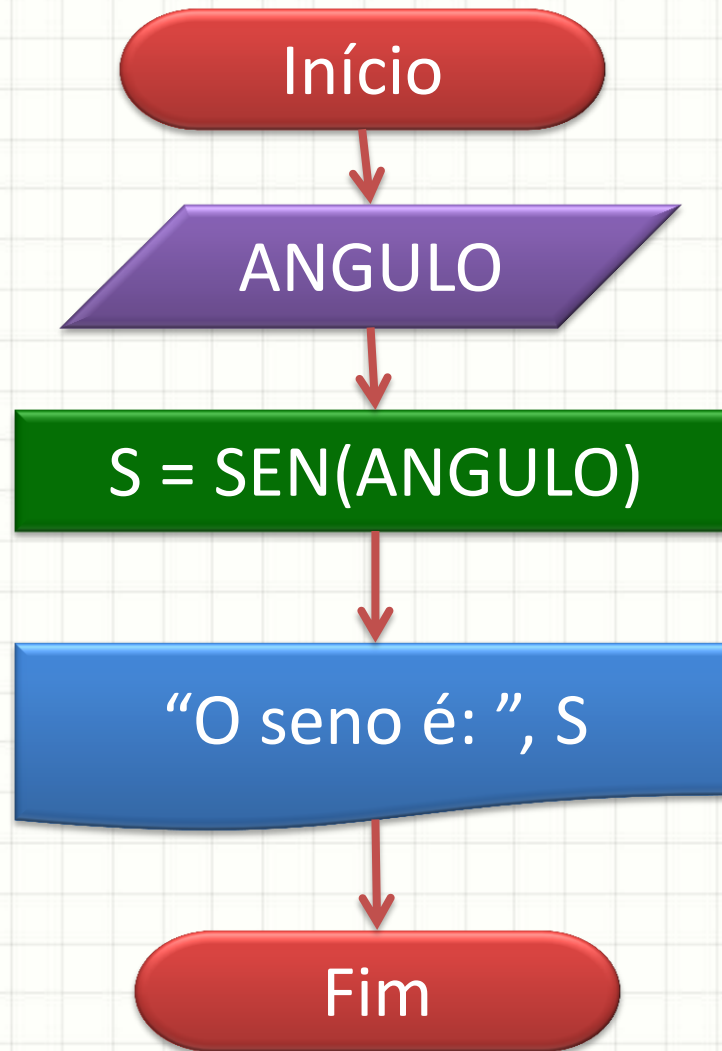 Início
ANGULO
S = SEN(ANGULO)
“O seno é: ”, S
Fim